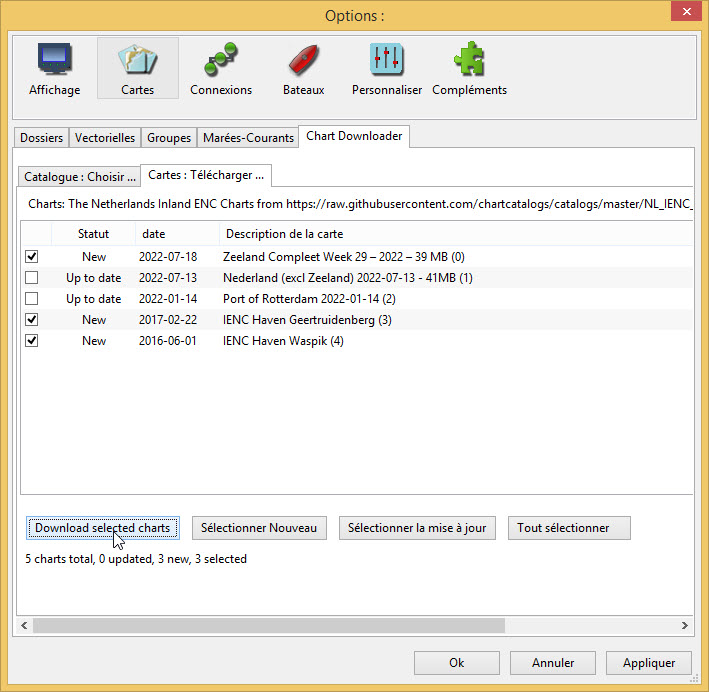 Options :
Affichage Cartes Connexions Bateaux Personnaliser Compléments
Dossiers Vectorielles Groupes Marées-Courants Chart Downloader
Catalogue : Choisir ... Cartes : Télécharger ...
Charts: The Netherlands Inland ENC Charts from https://raw.githubusercontent.com/chartcatalogs/catalogs/master/NL_IENC_
Statut date Description de la carte
New 2022-07-18 Zeeland Compleet Week 29 – 2022 – 39 MB (0)
Up to date 2022-07-13 Nederland (excl Zeeland) 2022-07-13 - 41MB (1)
Up to date 2022-01-14 Port of Rotterdam 2022-01-14 (2)
New 2017-02-22 IENC Haven Geertruidenberg (3)
New 2016-06-01 IENC Haven Waspik (4)
Download selected charts Sélectionner Nouveau Sélectionner la mise à jour Tout sélectionner
5 charts total, 0 updated, 3 new, 3 selected
Ok Annuler Appliquer